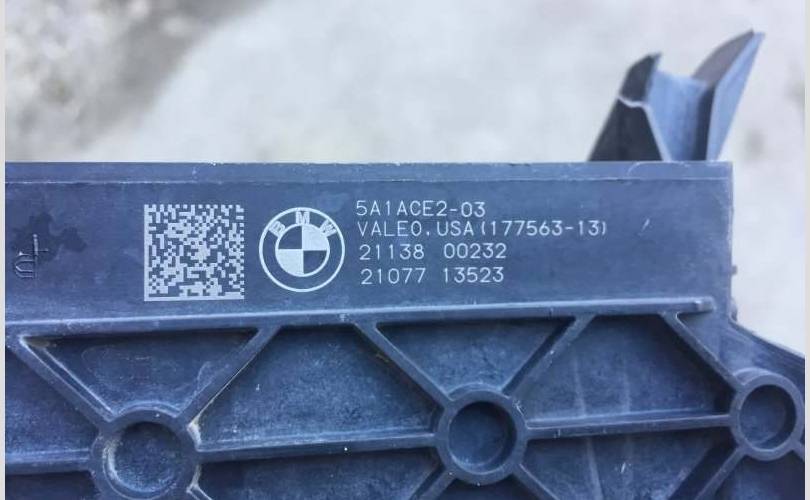 BMW
5A1ACE2-03
VALEO.USA(177563-13)
21138 00232
21077 13523